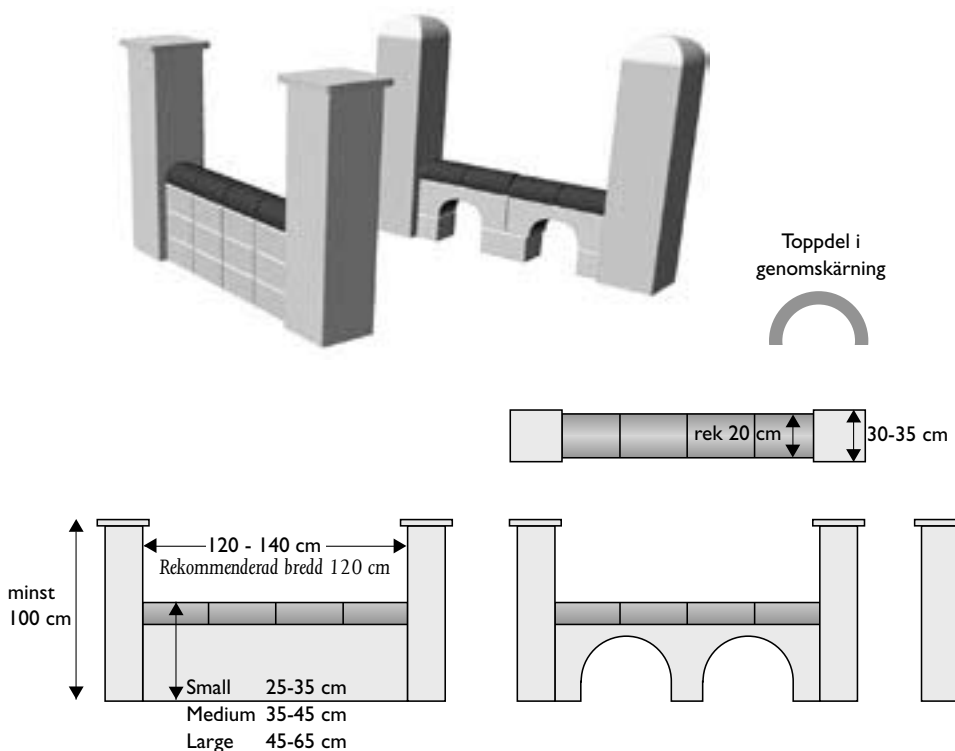 Toppdel i
genomskärning
rek 20 cm
30-35 cm
120 - 140 cm
Rekommenderad bredd 120 cm
minst
100 cm
Small 25-35 cm
Medium 35-45 cm
Large 45-65 cm